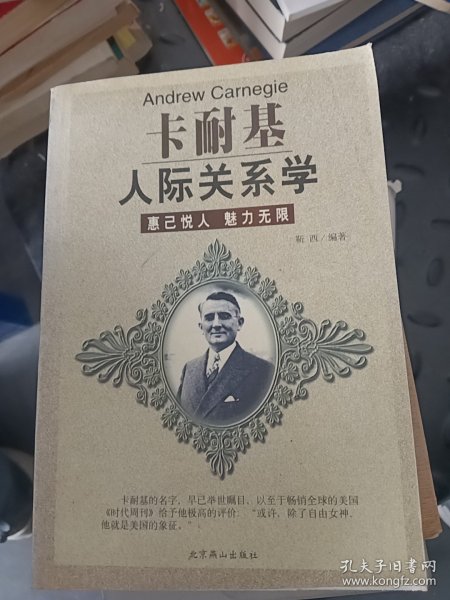 Andrew Carnegie
卡耐基
人际关系学
惠己悦人 魅力无限
靳 西/编著
卡耐基的名字，早已举世瞩目、以至于畅销全球的美国
《时代周刊》给予他极高的评价：“或许，除了自由女神，
他就是美国的象征。”
北京燕山出版社
孔夫子旧书网
www.kongfz.com